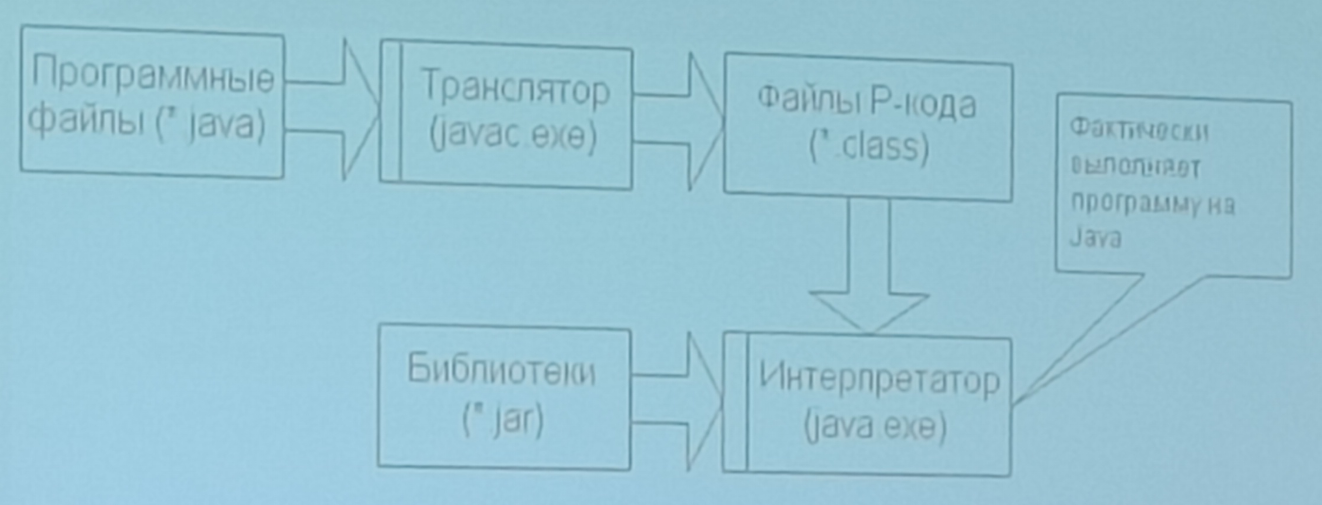 Программные
файлы (*.java)
Транслятор
(javac.exe)
Файлы Р-кода
(*.class)
Фактически
выполняет
программу на
Java
Библиотеки
(*.jar)
Интерпретатор
(java.exe)